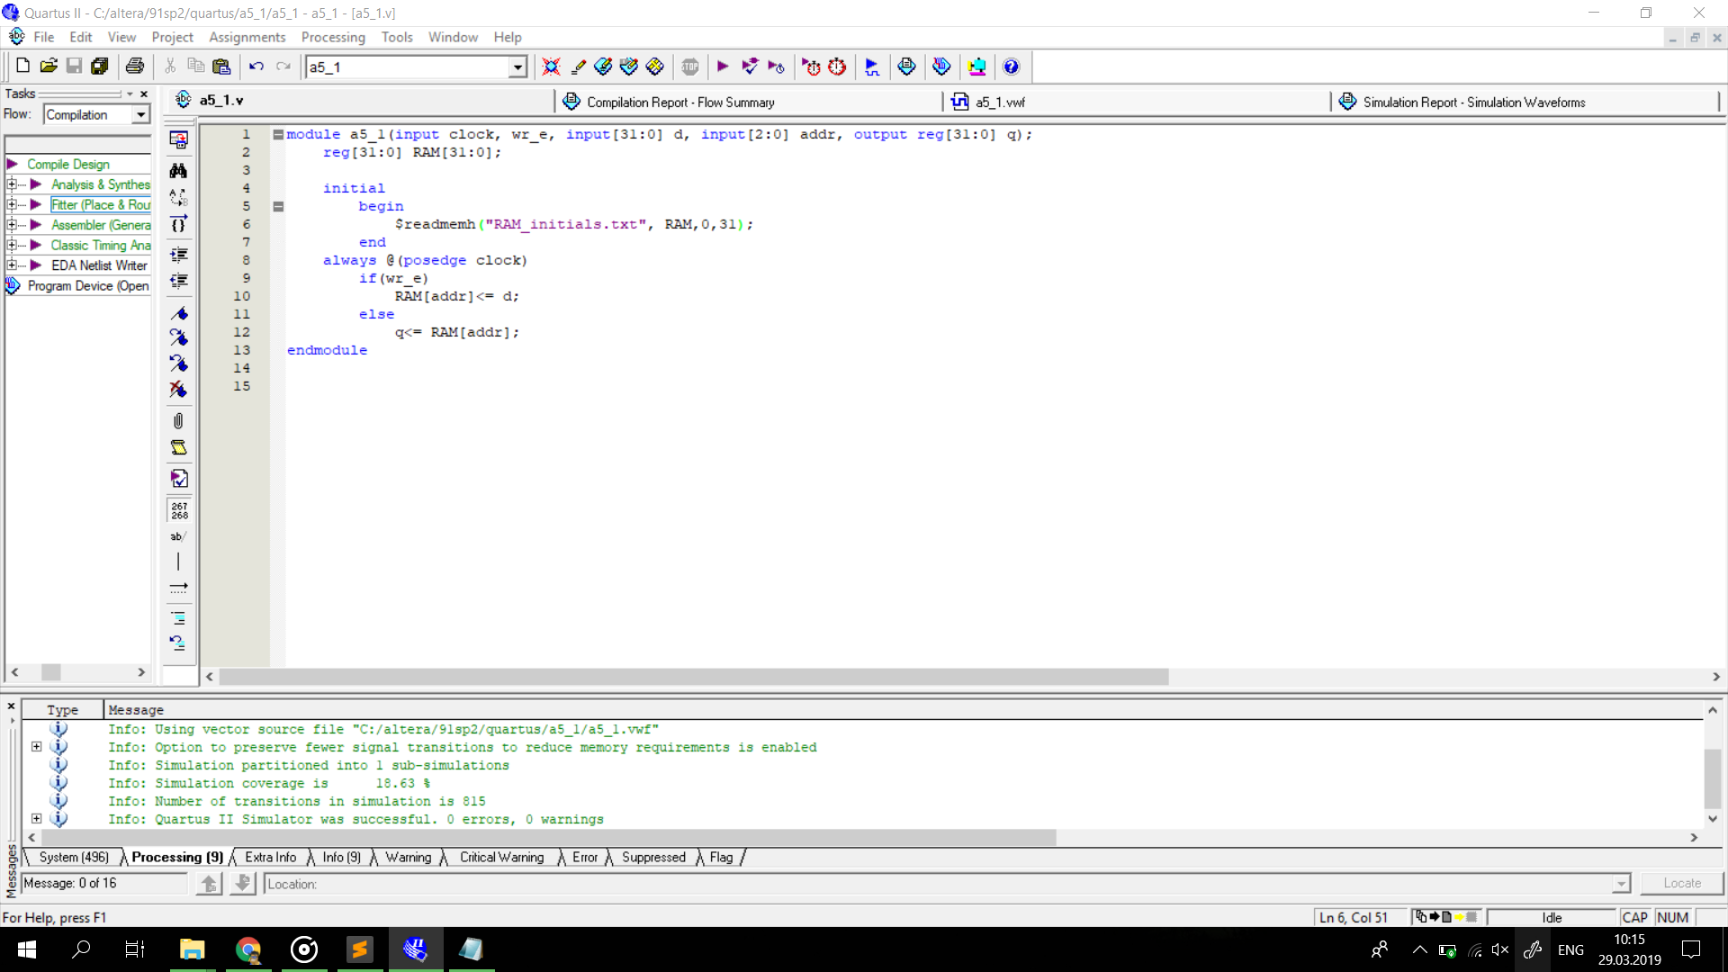 Quartus II - C:/altera/91sp2/quartus/a5_1/a5_1 - a5_1 - [a5_1.v]
File Edit View Project Assignments Processing Tools Window Help
a5_1
Tasks
Flow: Compilation
Compile Design
Analysis & Synthes
Fitter (Place & Rou
Assembler (Genera
Classic Timing Ana
EDA Netlist Writer
Program Device (Open
a5_1.v
Compilation Report - Flow Summary
a5_1.vwf
Simulation Report - Simulation Waveforms
267
268
ab/
1 module a5_1(input clock, wr_e, input[31:0] d, input[2:0] addr, output reg[31:0] q);
2 reg[31:0] RAM[31:0];
3
4 initial
5 begin
6 $readmemh("RAM_initials.txt", RAM,0,31);
7 end
8 always @(posedge clock)
9 if(wr_e)
10 RAM[addr]<= d;
11 else
12 q<= RAM[addr];
13 endmodule
14
15
Type Message
Info: Using vector source file "C:/altera/91sp2/quartus/a5_1/a5_1.vwf"
Info: Option to preserve fewer signal transitions to reduce memory requirements is enabled
Info: Simulation partitioned into 1 sub-simulations
Info: Simulation coverage is 18.63 %
Info: Number of transitions in simulation is 815
Info: Quartus II Simulator was successful. 0 errors, 0 warnings
System (496) Processing (9) Extra Info Info (9) Warning Critical Warning Error Suppressed Flag
Messages
Message: 0 of 16
Location:
Locate
For Help, press F1
Ln 6, Col 51
Idle
CAP NUM
ENG
10:15
29.03.2019